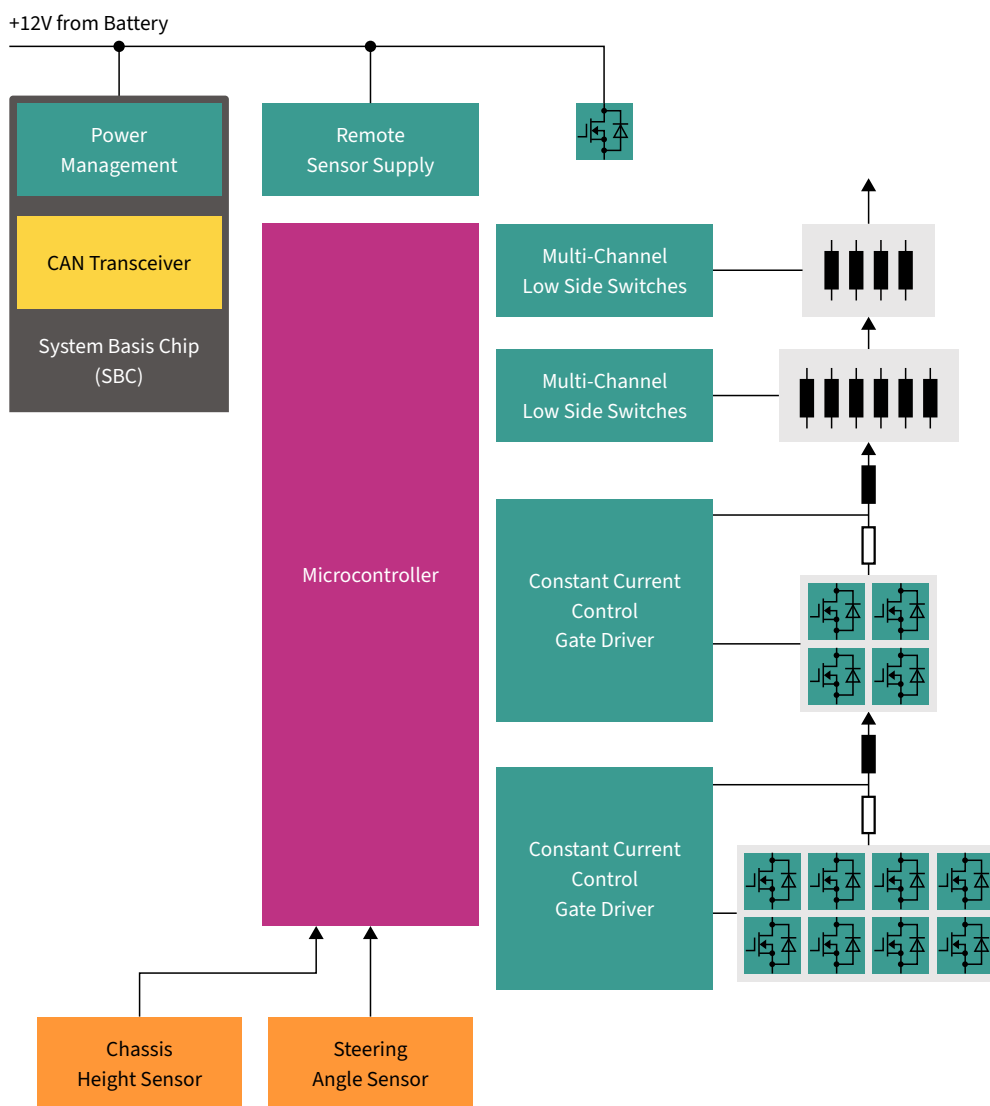 +12V from Battery
Power
Management
Remote
Sensor Supply
CAN Transceiver
System Basis Chip
(SBC)
Multi-Channel
Low Side Switches
Multi-Channel
Low Side Switches
Microcontroller
Constant Current
Control
Gate Driver
Constant Current
Control
Gate Driver
Chassis
Height Sensor
Steering
Angle Sensor